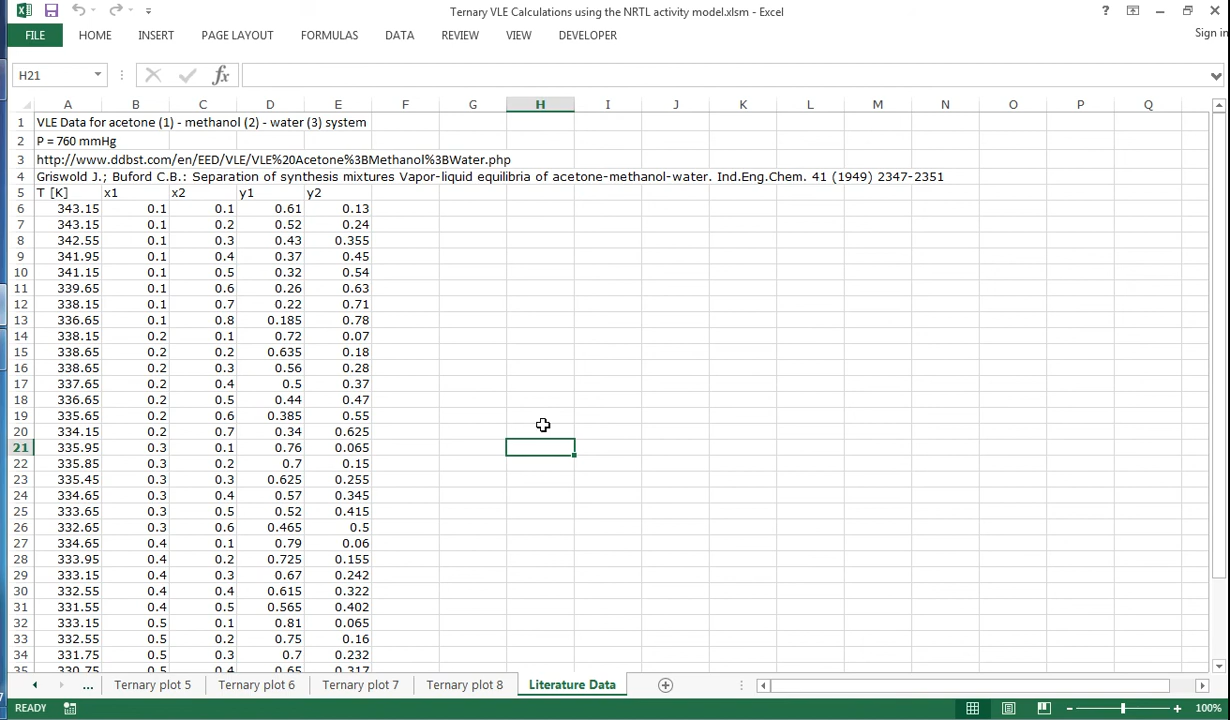 Ternary VLE Calculations using the NRTL activity model.xlsm - Excel
?
FILE HOME INSERT PAGE LAYOUT FORMULAS DATA REVIEW VIEW DEVELOPER Sign in
H21 fx
A B C D E F G H I J K L M N O P Q
1 VLE Data for acetone (1) - methanol (2) - water (3) system
2 P = 760 mmHg
3 http://www.ddbst.com/en/EED/VLE/VLE%20Acetone%3BMethanol%3BWater.php
4 Griswold J.; Buford C.B.: Separation of synthesis mixtures Vapor-liquid equilibria of acetone-methanol-water. Ind.Eng.Chem. 41 (1949) 2347-2351
5 T [K] x1 x2 y1 y2
6 343.15 0.1 0.1 0.61 0.13
7 343.15 0.1 0.2 0.52 0.24
8 342.55 0.1 0.3 0.43 0.355
9 341.95 0.1 0.4 0.37 0.45
10 341.15 0.1 0.5 0.32 0.54
11 339.65 0.1 0.6 0.26 0.63
12 338.15 0.1 0.7 0.22 0.71
13 336.65 0.1 0.8 0.185 0.78
14 338.15 0.2 0.1 0.72 0.07
15 338.65 0.2 0.2 0.635 0.18
16 338.65 0.2 0.3 0.56 0.28
17 337.65 0.2 0.4 0.5 0.37
18 336.65 0.2 0.5 0.44 0.47
19 335.65 0.2 0.6 0.385 0.55
20 334.15 0.2 0.7 0.34 0.625
21 335.95 0.3 0.1 0.76 0.065
22 335.85 0.3 0.2 0.7 0.15
23 335.45 0.3 0.3 0.625 0.255
24 334.65 0.3 0.4 0.57 0.345
25 333.65 0.3 0.5 0.52 0.415
26 332.65 0.3 0.6 0.465 0.5
27 334.65 0.4 0.1 0.79 0.06
28 333.95 0.4 0.2 0.725 0.155
29 333.15 0.4 0.3 0.67 0.242
30 332.55 0.4 0.4 0.615 0.322
31 331.55 0.4 0.5 0.565 0.402
32 333.15 0.5 0.1 0.81 0.065
33 332.55 0.5 0.2 0.75 0.16
34 331.75 0.5 0.3 0.7 0.232
35 330.75 0.5 0.4 0.65 0.317
... Ternary plot 5 Ternary plot 6 Ternary plot 7 Ternary plot 8 Literature Data
READY 100%